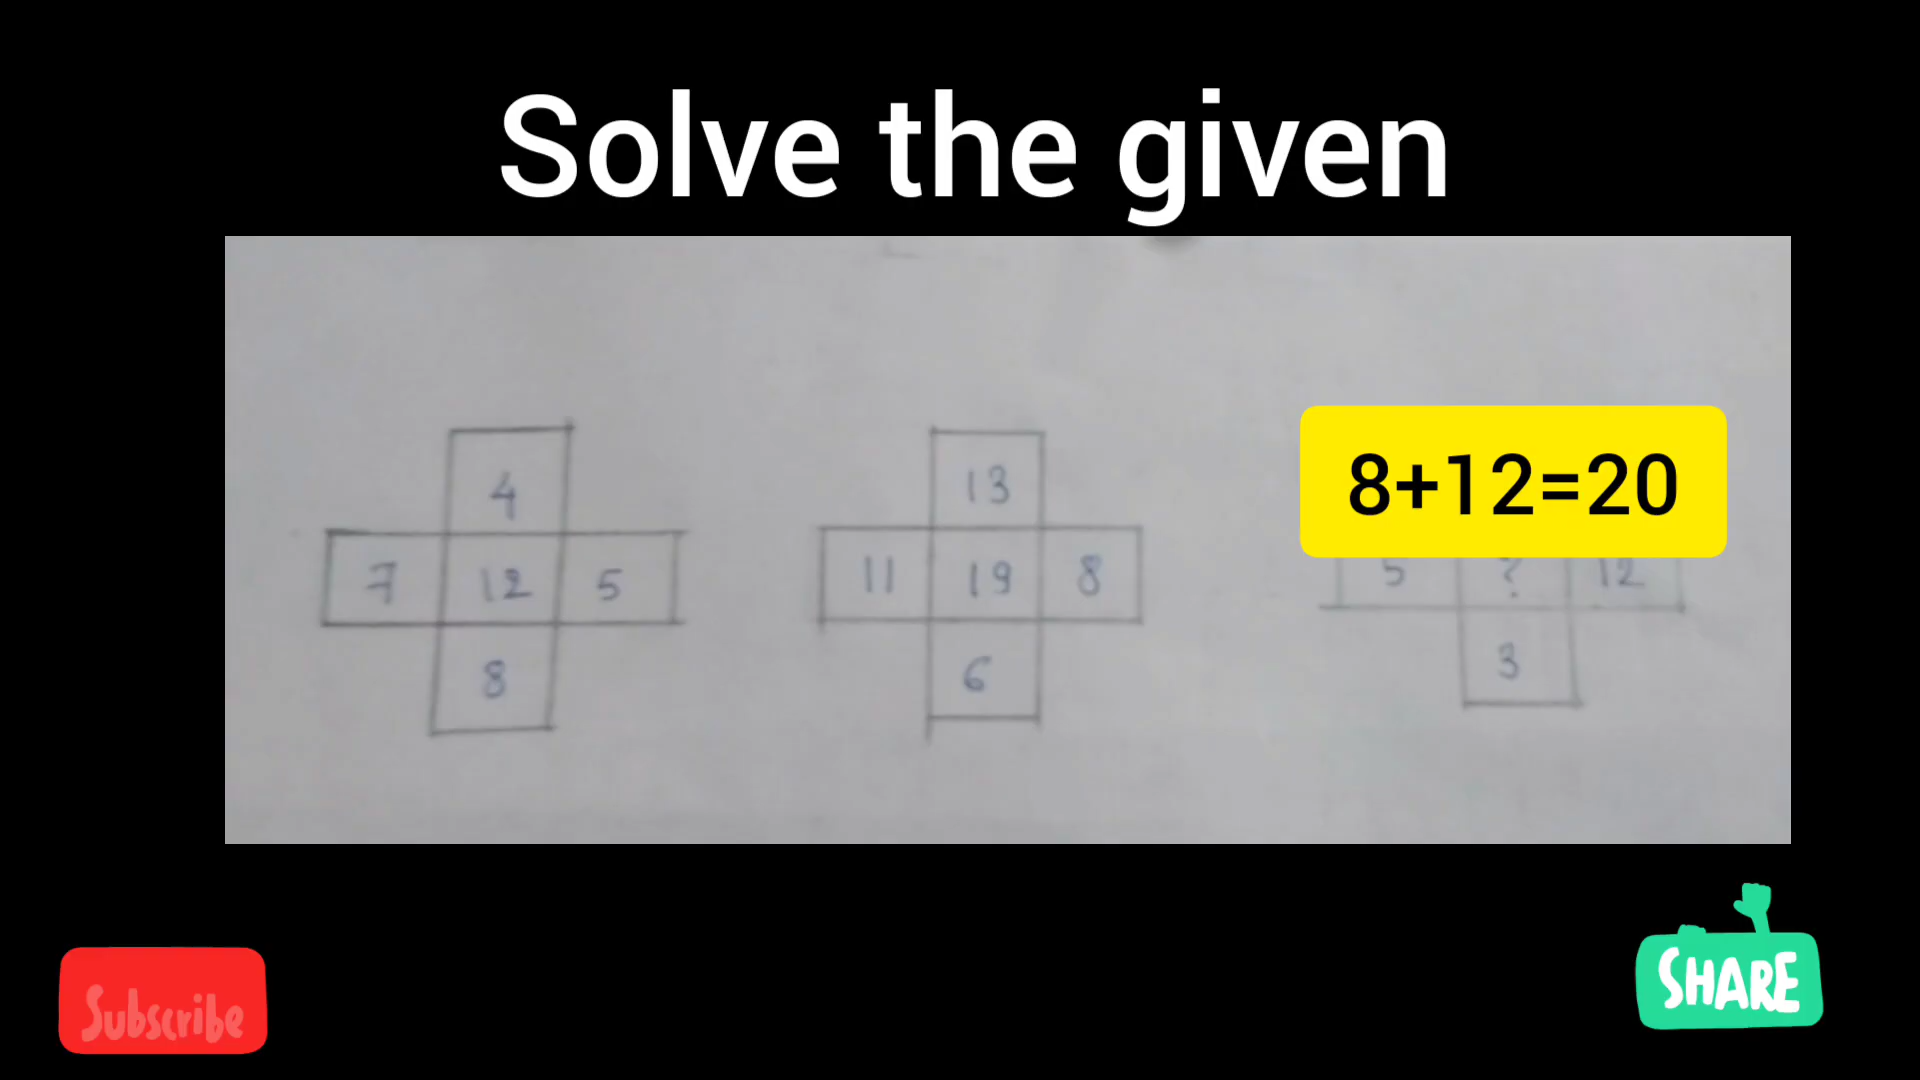 Solve the given
8+12=20
4
13
7 12 5
11 19 8
5 ? 12
8
6
3
Subscribe
SHARE